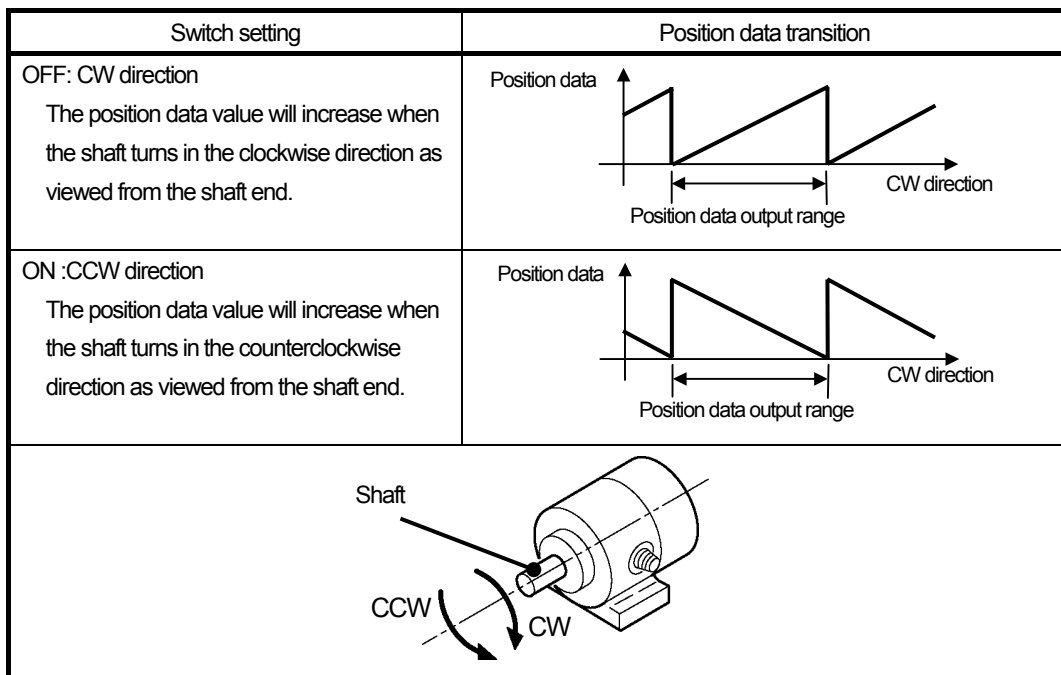 Switch setting
Position data transition
OFF: CW direction
The position data value will increase when
the shaft turns in the clockwise direction as
viewed from the shaft end.
Position data
CW direction
Position data output range
ON :CCW direction
The position data value will increase when
the shaft turns in the counterclockwise
direction as viewed from the shaft end.
Position data
CW direction
Position data output range
Shaft
CCW
CW